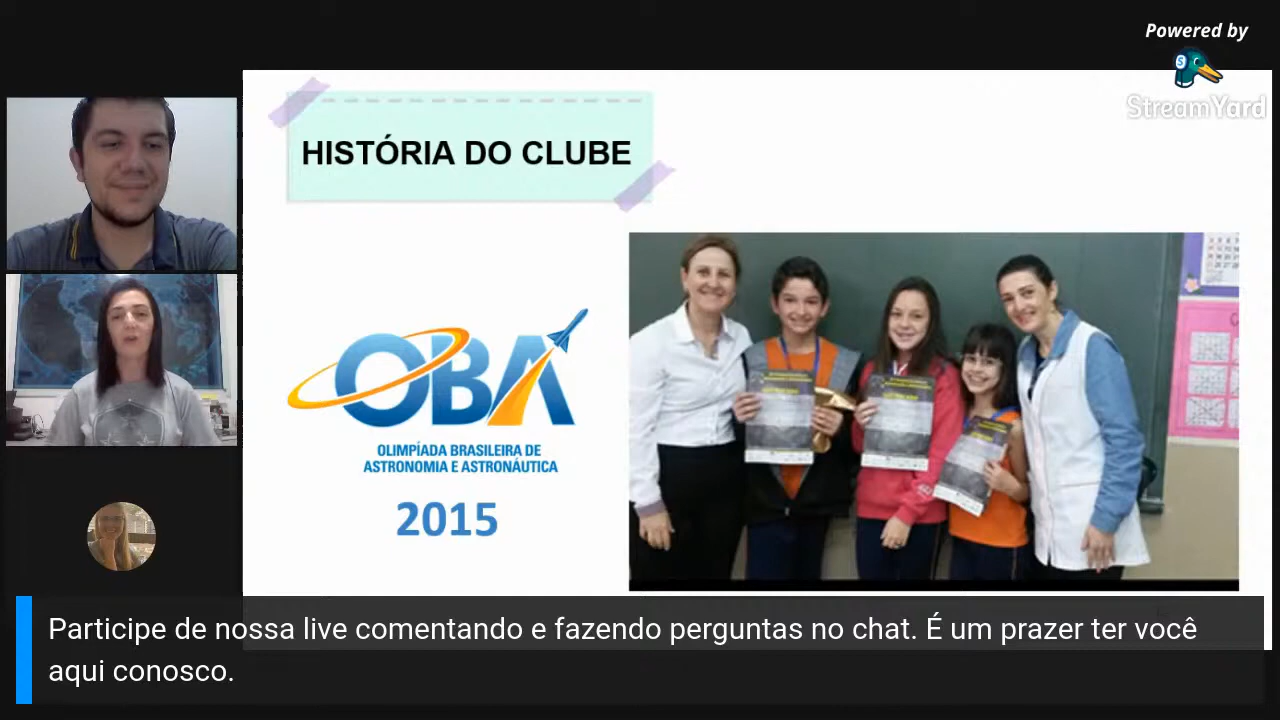 Powered by
StreamYard
HISTÓRIA DO CLUBE
OBA
OLIMPÍADA BRASILEIRA DE
ASTRONOMIA E ASTRONÁUTICA
2015
Participe de nossa live comentando e fazendo perguntas no chat. É um prazer ter você
aqui conosco.